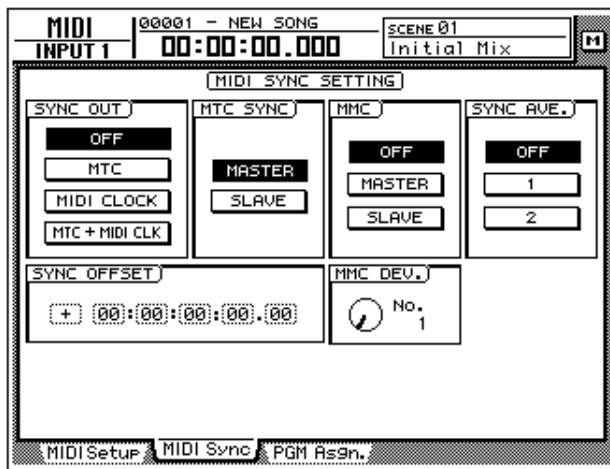 MIDI
INPUT 1
00001 - NEW SONG
00:00:00.000
SCENE 01
Initial Mix
M
MIDI SYNC SETTING
SYNC OUT
OFF
MTC
MIDI CLOCK
MTC + MIDI CLK
MTC SYNC
MASTER
SLAVE
MMC
OFF
MASTER
SLAVE
SYNC AVE.
OFF
1
2
SYNC OFFSET
+ 00:00:00:00.00
MMC DEV.
No.
1
MIDI Setup
MIDI Sync
PGM Asgn.